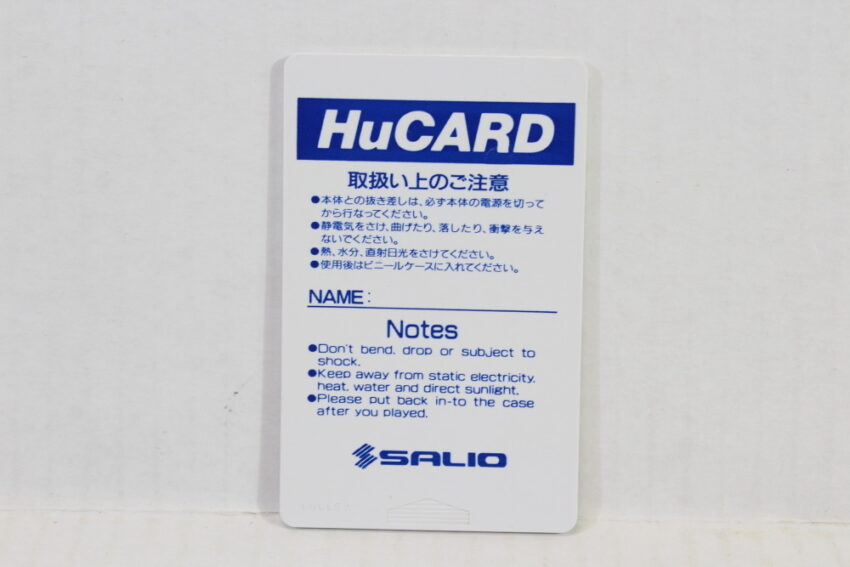 HuCARD
取扱い上のご注意
●本体との抜き差しは、必ず本体の電源を切って
から行なってください。
●静電気をさけ、曲げたり、落したり、衝撃を与え
ないでください。
●熱、水分、直射日光をさけてください。
●使用後はビニールケースに入れてください。
NAME:
Notes
●Don't bend, drop or subject to
shock.
●Keep away from static electricity,
heat, water and direct sunlight.
●Please put back in-to the case
after you played.
SALIO